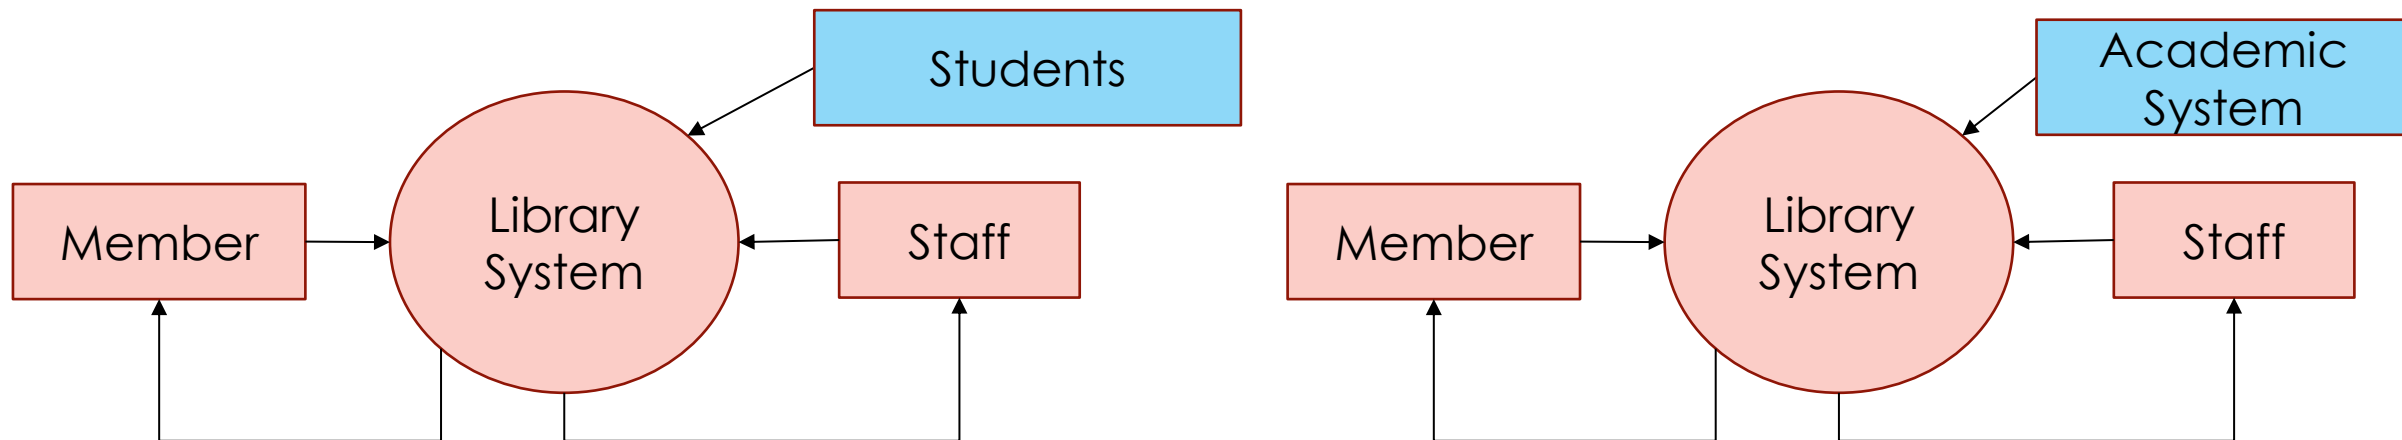 Students
Member
Library
System
Staff
Academic
System
Member
Library
System
Staff